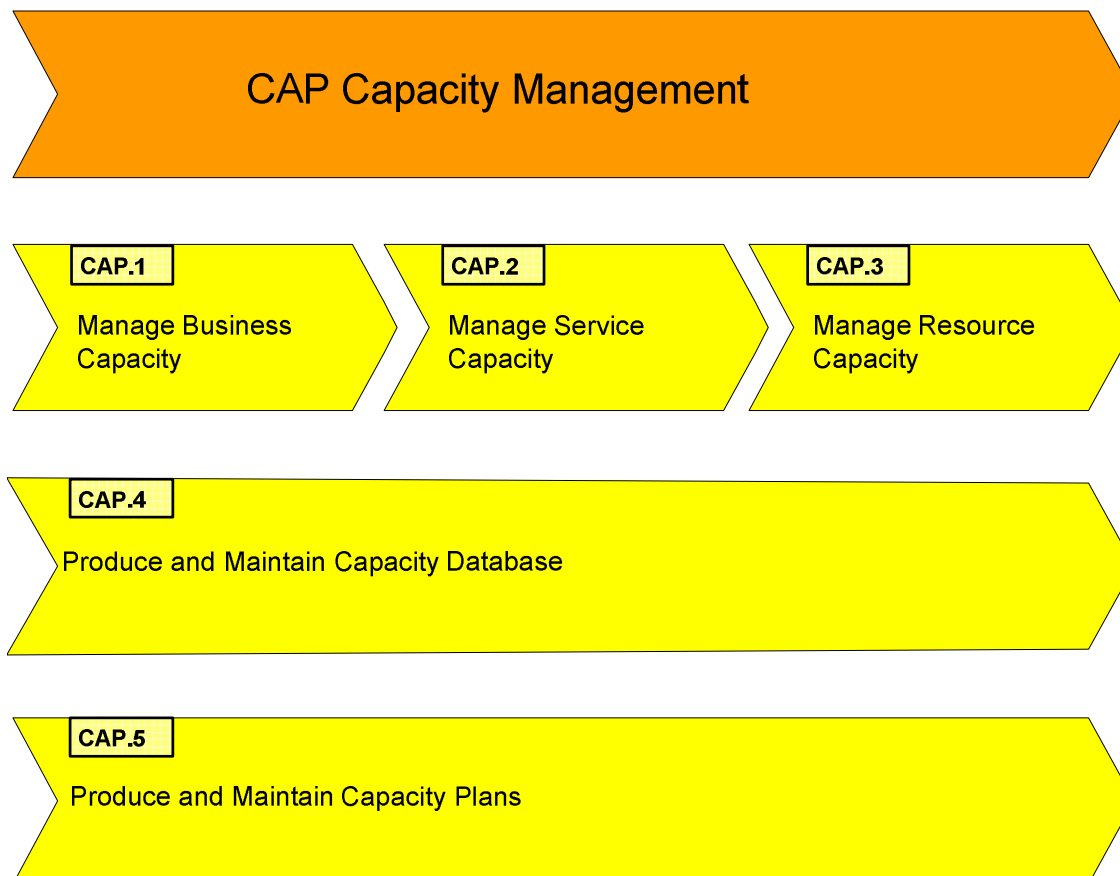 CAP Capacity Management
CAP.1
Manage Business
Capacity
CAP.2
Manage Service
Capacity
CAP.3
Manage Resource
Capacity
CAP.4
Produce and Maintain Capacity Database
CAP.5
Produce and Maintain Capacity Plans